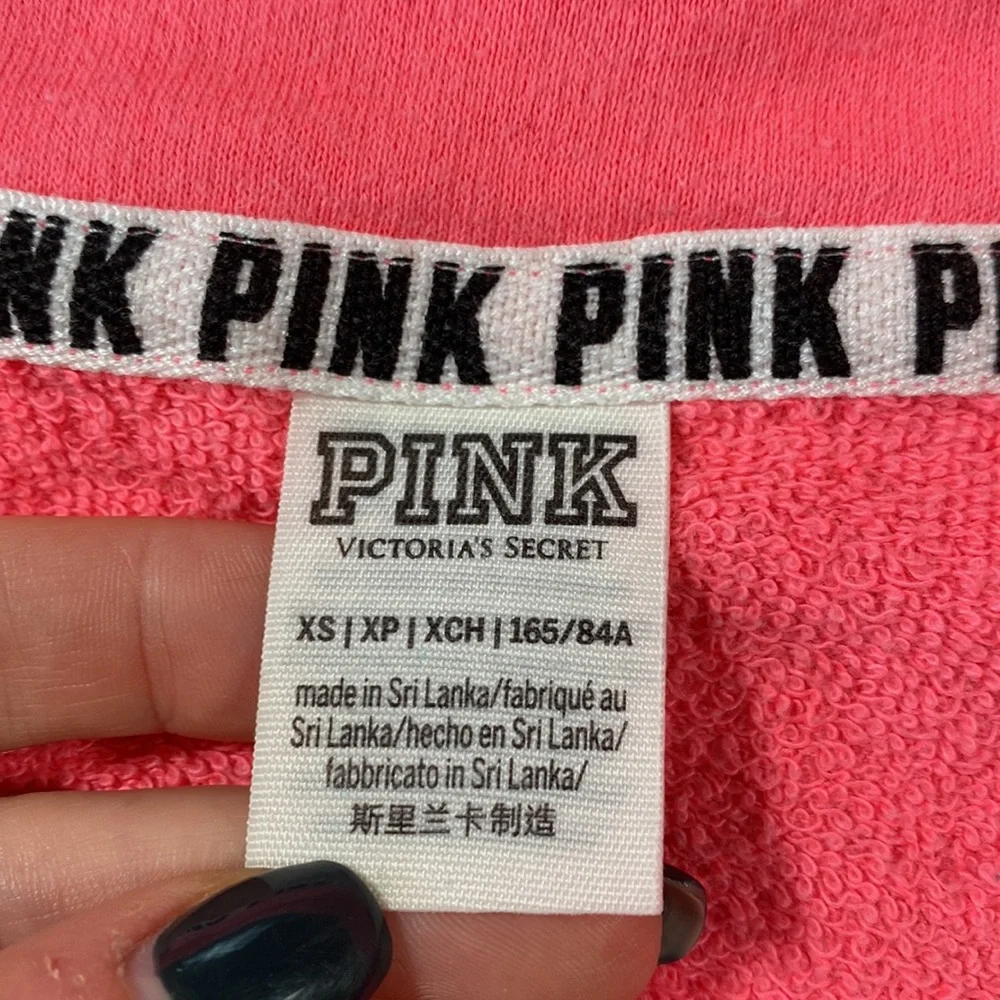 NK PINK PINK PI
PINK
VICTORIA'S SECRET
XS | XP | XCH | 165/84A
made in Sri Lanka/fabriqué au
Sri Lanka/hecho en Sri Lanka/
fabbricato in Sri Lanka/
斯里兰卡制造